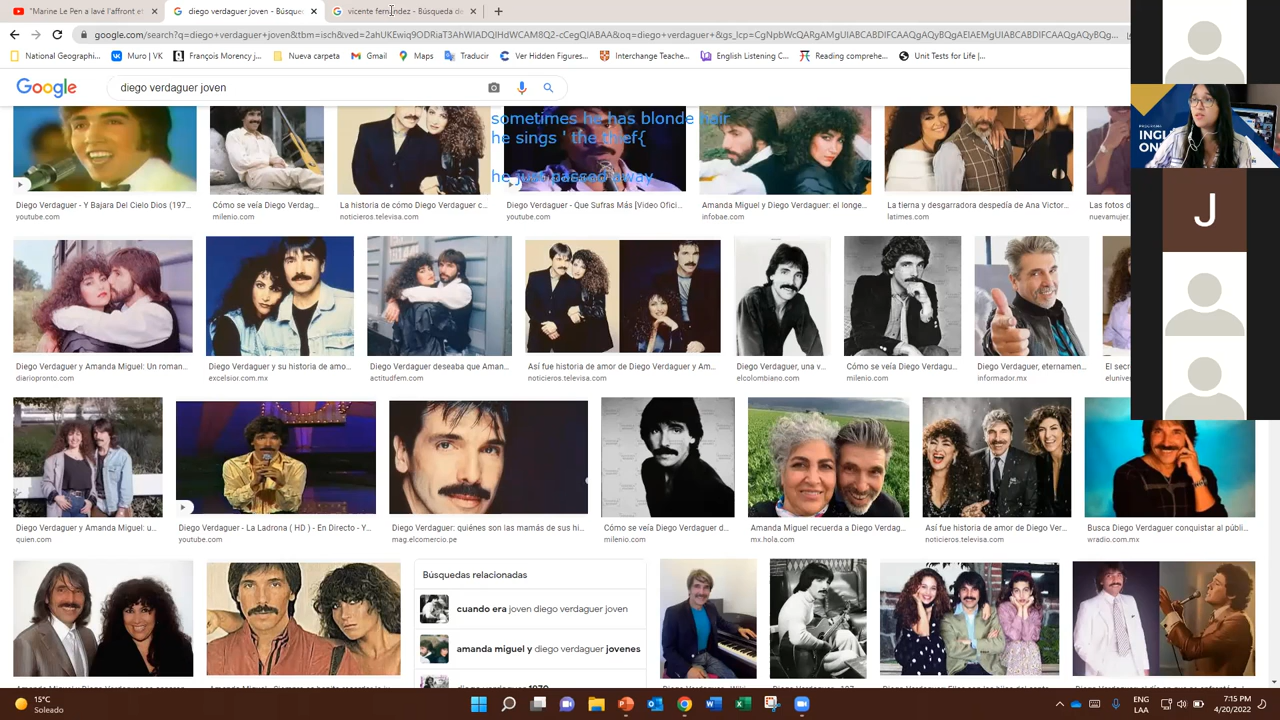 "Marine Le Pen a lavé l'affront et
diego verdaguer joven - Búsque
vicente fernández - Búsqueda de
google.com/search?q=diego+verdaguer+joven&tbm=isch&ved=2ahUKEwiq9ODRiaT3AhWIADQIHdWCAM8Q2-cCegQIABAA&oq=diego+verdaguer+&gs_lcp=CgNpbWcQARgAMgUIABCABDIFCAAQgAQyBQgAEIAEMgUIABCABDIFCAAQgAQyBQgAEIAEMgUIABCABDIFCAAQgAQyBQg...
National Geographi...
Muro | VK
François Morency j...
Nueva carpeta
Gmail
Maps
Traducir
Ver Hidden Figures...
Interchange Teache...
English Listening C...
Reading comprehe...
Unit Tests for Life |...
Google
diego verdaguer joven
sometimes he has blonde hair
he sings ' the thief{
he just passed away
Diego Verdaguer - Y Bajara Del Cielo Dios (197...
youtube.com
Cómo se veía Diego Verdag...
milenio.com
La historia de cómo Diego Verdaguer c...
noticieros.televisa.com
Diego Verdaguer - Que Sufras Más [Video Ofici...
youtube.com
Amanda Miguel y Diego Verdaguer: el longe...
infobae.com
La tierna y desgarradora despedía de Ana Victor...
latimes.com
Las fotos d
nuevamujer.
Diego Verdaguer y Amanda Miguel: Un roman...
diariopronto.com
Diego Verdaguer y su historia de amo...
excelsior.com.mx
Diego Verdaguer deseaba que Aman...
actitudfem.com
Así fue historia de amor de Diego Verdaguer y Am...
noticieros.televisa.com
Diego Verdaguer, una v...
elcolombiano.com
Cómo se veía Diego Verdagu...
milenio.com
Diego Verdaguer, eternamen...
informador.mx
El secr
eluniver
Diego Verdaguer y Amanda Miguel: u...
quien.com
Diego Verdaguer - La Ladrona ( HD ) - En Directo - Y...
youtube.com
Diego Verdaguer: quiénes son las mamás de sus hi...
mag.elcomercio.pe
Cómo se veía Diego Verdaguer d...
milenio.com
Amanda Miguel recuerda a Diego Verdag...
mx.hola.com
Así fue historia de amor de Diego Ver...
noticieros.televisa.com
Busca Diego Verdaguer conquistar al públi...
wradio.com.mx
Búsquedas relacionadas
cuando era joven diego verdaguer joven
amanda miguel y diego verdaguer jovenes
J
PROGRAMA
INGL
ONL
15°C
Soleado
ENG
LAA
7:15 PM
4/20/2022